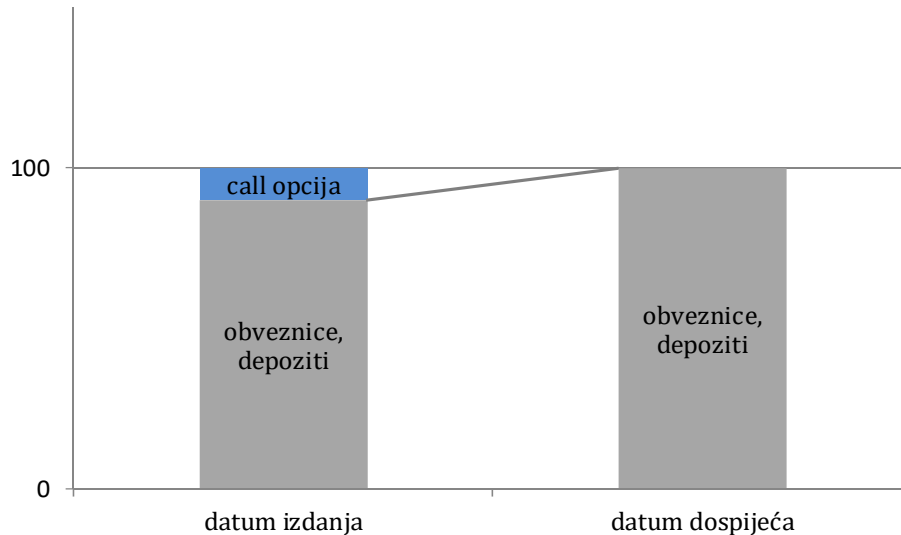 100
call opcija
obveznice,
depoziti
obveznice,
depoziti
0
datum izdanja
datum dospijeća